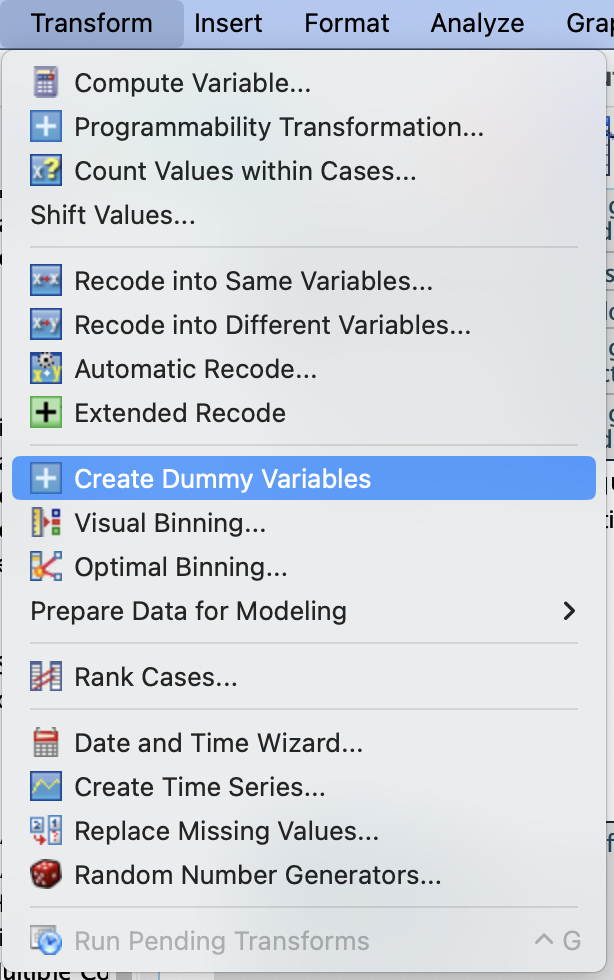 Transform Insert Format Analyze Gra
Compute Variable...
Programmability Transformation...
Count Values within Cases...
Shift Values...
Recode into Same Variables...
Recode into Different Variables...
Automatic Recode...
Extended Recode
Create Dummy Variables
Visual Binning...
Optimal Binning...
Prepare Data for Modeling
Rank Cases...
Date and Time Wizard...
Create Time Series...
Replace Missing Values...
Random Number Generators...
Run Pending Transforms ^ G